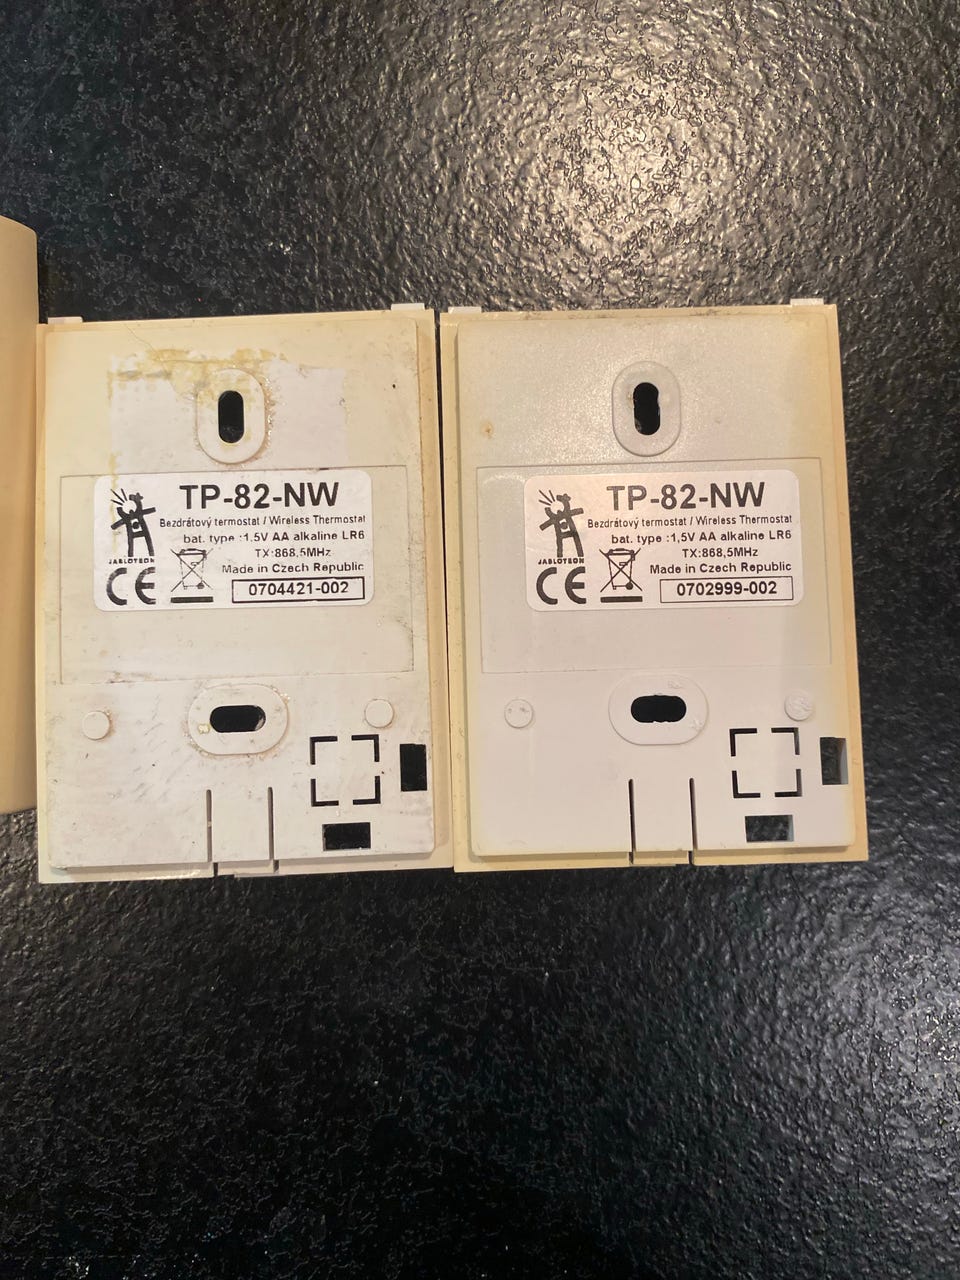 TP-82-NW
Bezdrátový termostat / Wireless Thermostat
bat. type :1,5V AA alkaline LR6
TX:868,5MHz
JABLOTRON
Made in Czech Republic
CE
0704421-002
TP-82-NW
Bezdrátový termostat / Wireless Thermostat
bat. type :1,5V AA alkaline LR6
TX:868,5MHz
JABLOTRON
Made in Czech Republic
CE
0702999-002